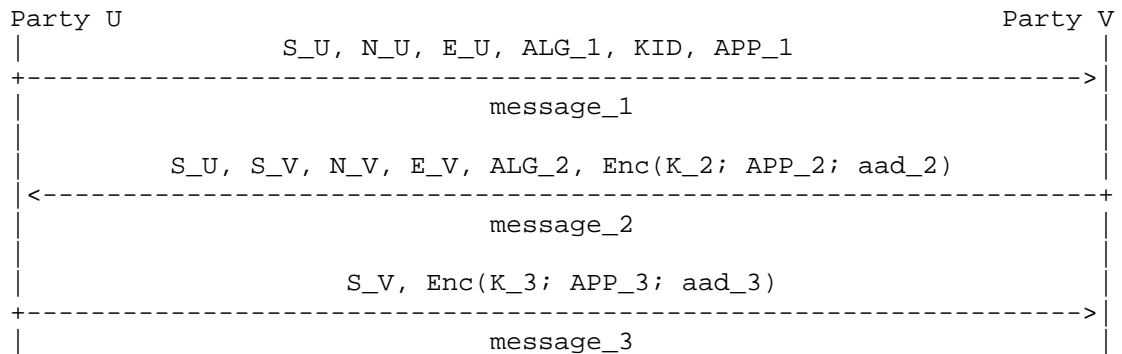 Party U Party V
| S_U, N_U, E_U, ALG_1, KID, APP_1 |
+------------------------------------------------------------------>|
| message_1 |
| |
| S_U, S_V, N_V, E_V, ALG_2, Enc(K_2; APP_2; aad_2) |
|<------------------------------------------------------------------+
| message_2 |
| |
| S_V, Enc(K_3; APP_3; aad_3) |
+------------------------------------------------------------------>|
| message_3 |